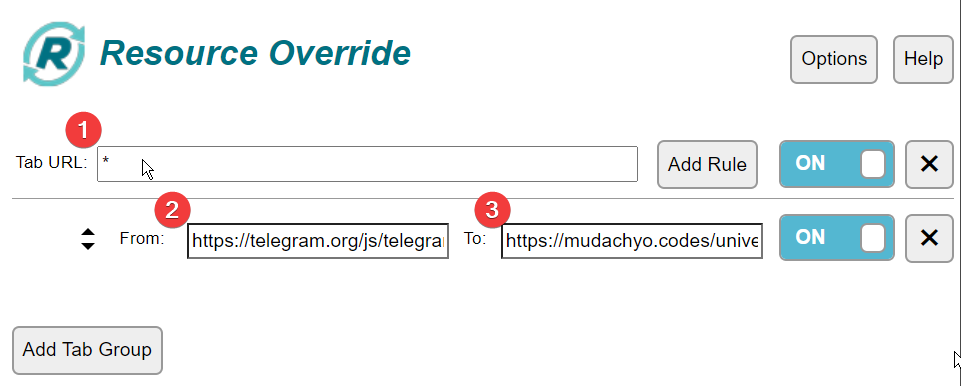 R Resource Override
Options Help
1
Tab URL: * Add Rule ON ×
2 3
From: https://telegram.org/js/telegra To: https://mudachyo.codes/unive ON ×
Add Tab Group